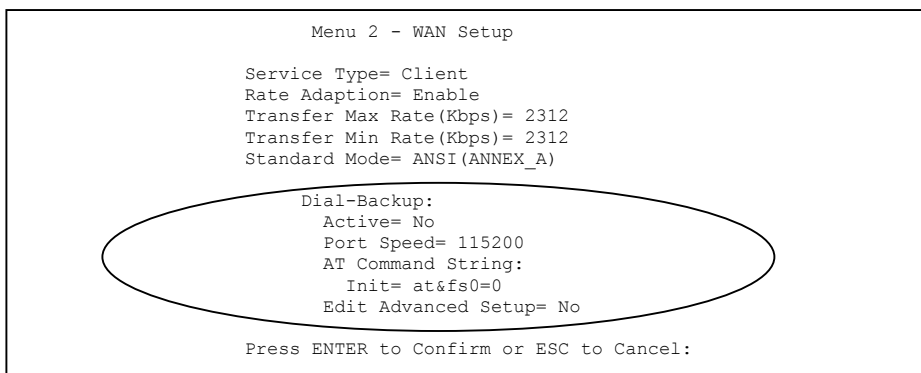 Menu 2 - WAN Setup
Service Type= Client
Rate Adaption= Enable
Transfer Max Rate(Kbps)= 2312
Transfer Min Rate(Kbps)= 2312
Standard Mode= ANSI(ANNEX_A)
Dial-Backup:
Active= No
Port Speed= 115200
AT Command String:
Init= at&fs0=0
Edit Advanced Setup= No
Press ENTER to Confirm or ESC to Cancel: